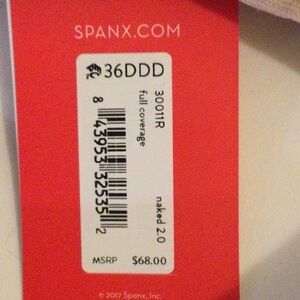 SPANX.COM
36DDD
30011R
full coverage
naked 2.0
8 43953 32535 2
MSRP $68.00
© 2017 Spanx, Inc.